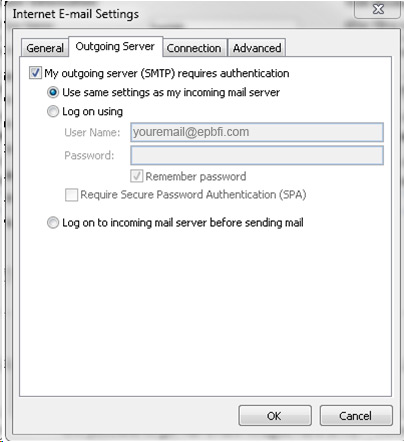 Internet E-mail Settings
General Outgoing Server Connection Advanced
My outgoing server (SMTP) requires authentication
Use same settings as my incoming mail server
Log on using
User Name: youremail@epbfi.com
Password:
Remember password
Require Secure Password Authentication (SPA)
Log on to incoming mail server before sending mail
OK Cancel